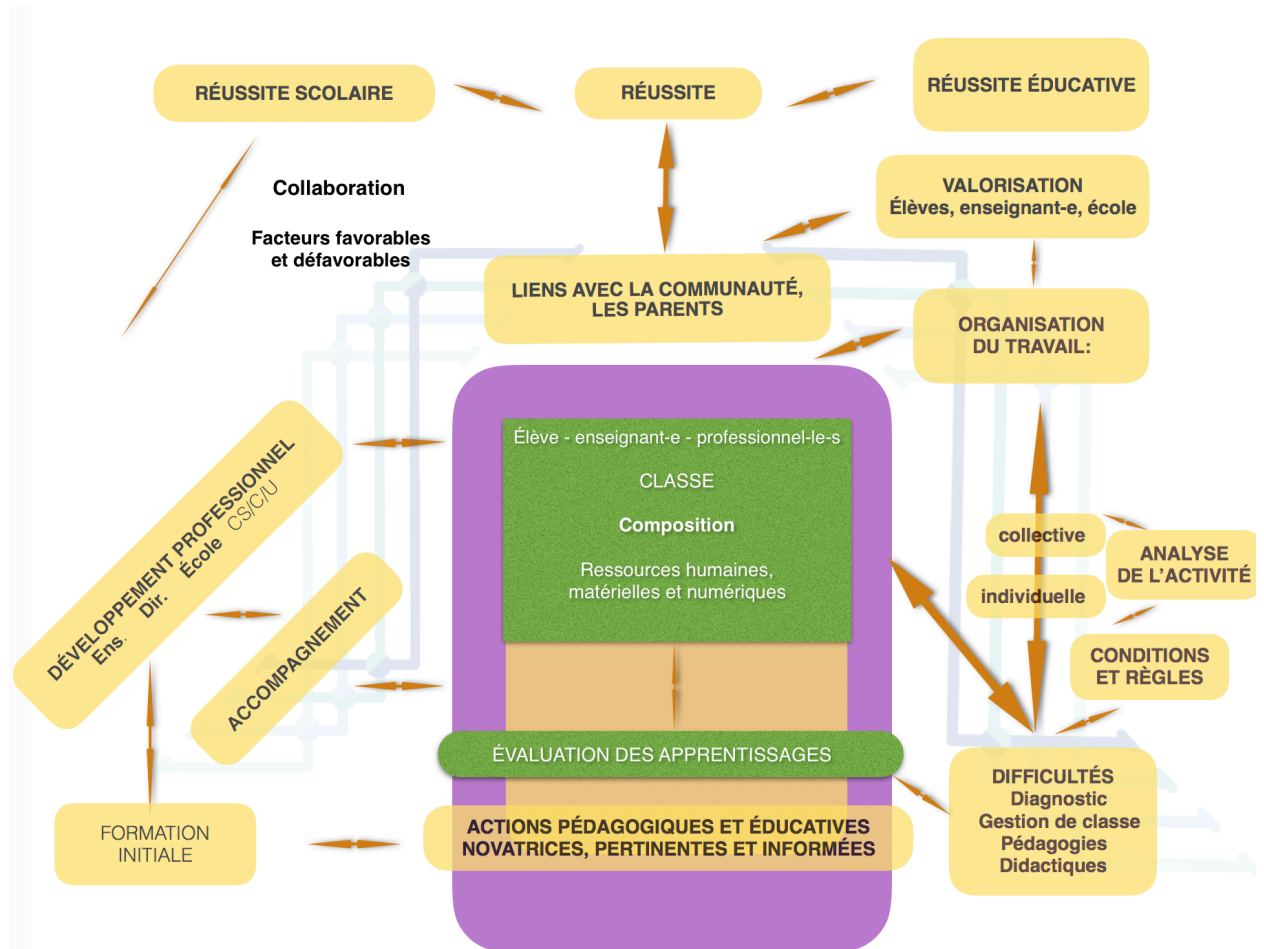 RÉUSSITE SCOLAIRE
RÉUSSITE
RÉUSSITE ÉDUCATIVE
Collaboration
Facteurs favorables
et défavorables
VALORISATION
Élèves, enseignant-e, école
LIENS AVEC LA COMMUNAUTÉ,
LES PARENTS
ORGANISATION
DU TRAVAIL:
Élève - enseignant-e - professionnel-le-s
CLASSE
Composition
Ressources humaines,
matérielles et numériques
DÉVELOPPEMENT PROFESSIONNEL
Ens. Dir. École CS/C/U
ACCOMPAGNEMENT
collective
individuelle
ANALYSE
DE L'ACTIVITÉ
CONDITIONS
ET RÈGLES
ÉVALUATION DES APPRENTISSAGES
DIFFICULTÉS
Diagnostic
Gestion de classe
Pédagogies
Didactiques
FORMATION
INITIALE
ACTIONS PÉDAGOGIQUES ET ÉDUCATIVES
NOVATRICES, PERTINENTES ET INFORMÉES